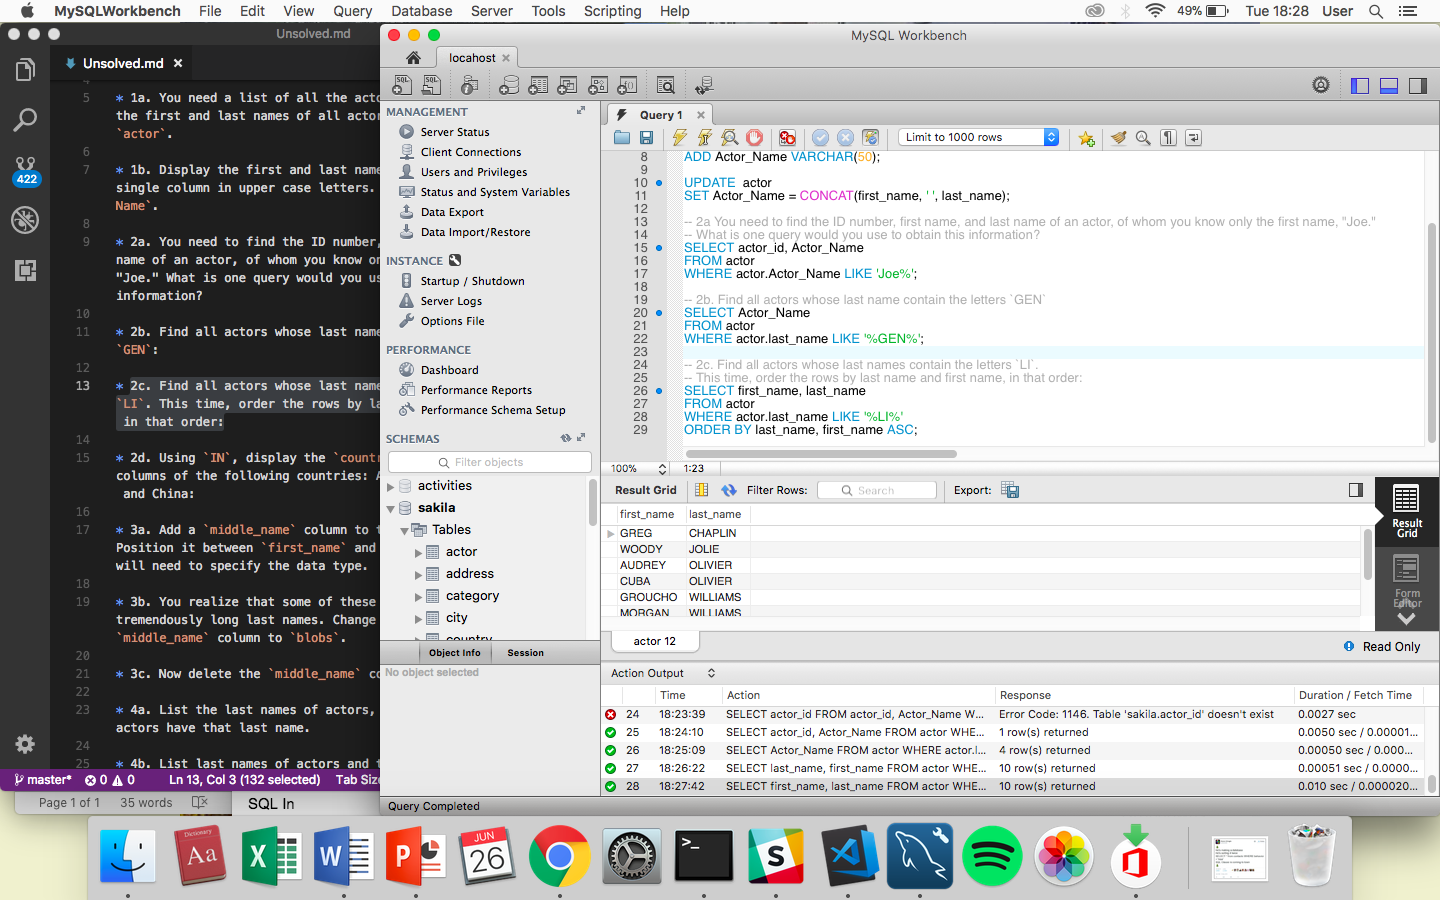 MySQLWorkbench File Edit View Query Database Server Tools Scripting Help 49% Tue 18:28 User
Unsolved.md
Unsolved.md ×
4
5 * 1a. You need a list of all the acto
the first and last names of all actor
`actor`.
6
7 * 1b. Display the first and last name
single column in upper case letters.
Name`.
8
9 * 2a. You need to find the ID number,
name of an actor, of whom you know on
"Joe." What is one query would you us
information?
10
11 * 2b. Find all actors whose last name
`GEN`:
12
13 * 2c. Find all actors whose last name
`LI`. This time, order the rows by la
in that order:
14
15 * 2d. Using `IN`, display the `countr
columns of the following countries: A
and China:
16
17 * 3a. Add a `middle_name` column to t
Position it between `first_name` and
will need to specify the data type.
18
19 * 3b. You realize that some of these
tremendously long last names. Change
`middle_name` column to `blobs`.
20
21 * 3c. Now delete the `middle_name` co
22
23 * 4a. List the last names of actors,
actors have that last name.
24
25 * 4b. List last names of actors and t
422
master* 0 0 Ln 13, Col 3 (132 selected) Tab Size
Page 1 of 1 35 words SQL In
MySQL Workbench
locahost
MANAGEMENT
Server Status
Client Connections
Users and Privileges
Status and System Variables
Data Export
Data Import/Restore
INSTANCE
Startup / Shutdown
Server Logs
Options File
PERFORMANCE
Dashboard
Performance Reports
Performance Schema Setup
SCHEMAS
Filter objects
activities
sakila
Tables
actor
address
category
city
country
Object Info Session
No object selected
Query 1
Limit to 1000 rows
8 ADD Actor_Name VARCHAR(50);
9
10 UPDATE actor
11 SET Actor_Name = CONCAT(first_name, ' ', last_name);
12
13 -- 2a You need to find the ID number, first name, and last name of an actor, of whom you know only the first name, "Joe."
14 -- What is one query would you use to obtain this information?
15 SELECT actor_id, Actor_Name
16 FROM actor
17 WHERE actor.Actor_Name LIKE 'Joe%';
18
19 -- 2b. Find all actors whose last name contain the letters `GEN`
20 SELECT Actor_Name
21 FROM actor
22 WHERE actor.last_name LIKE '%GEN%';
23
24 -- 2c. Find all actors whose last names contain the letters `LI`.
25 -- This time, order the rows by last name and first name, in that order:
26 SELECT first_name, last_name
27 FROM actor
28 WHERE actor.last_name LIKE '%LI%'
29 ORDER BY last_name, first_name ASC;
100% 1:23
Result Grid Filter Rows: Search Export:
first_name last_name
GREG CHAPLIN
WOODY JOLIE
AUDREY OLIVIER
CUBA OLIVIER
GROUCHO WILLIAMS
MORGAN WILLIAMS
Result
Grid
Form
Editor
actor 12
Read Only
Action Output
Time Action Response Duration / Fetch Time
24 18:23:39 SELECT actor_id FROM actor_id, Actor_Name W... Error Code: 1146. Table 'sakila.actor_id' doesn't exist 0.0027 sec
25 18:24:10 SELECT actor_id, Actor_Name FROM actor WHE... 1 row(s) returned 0.0050 sec / 0.00001...
26 18:25:09 SELECT Actor_Name FROM actor WHERE actor.l... 4 row(s) returned 0.00050 sec / 0.000...
27 18:26:22 SELECT last_name, first_name FROM actor WHE... 10 row(s) returned 0.00051 sec / 0.0000...
28 18:27:42 SELECT first_name, last_name FROM actor WHE... 10 row(s) returned 0.010 sec / 0.000020...
Query Completed
Dictionary
Aa
JUN
26